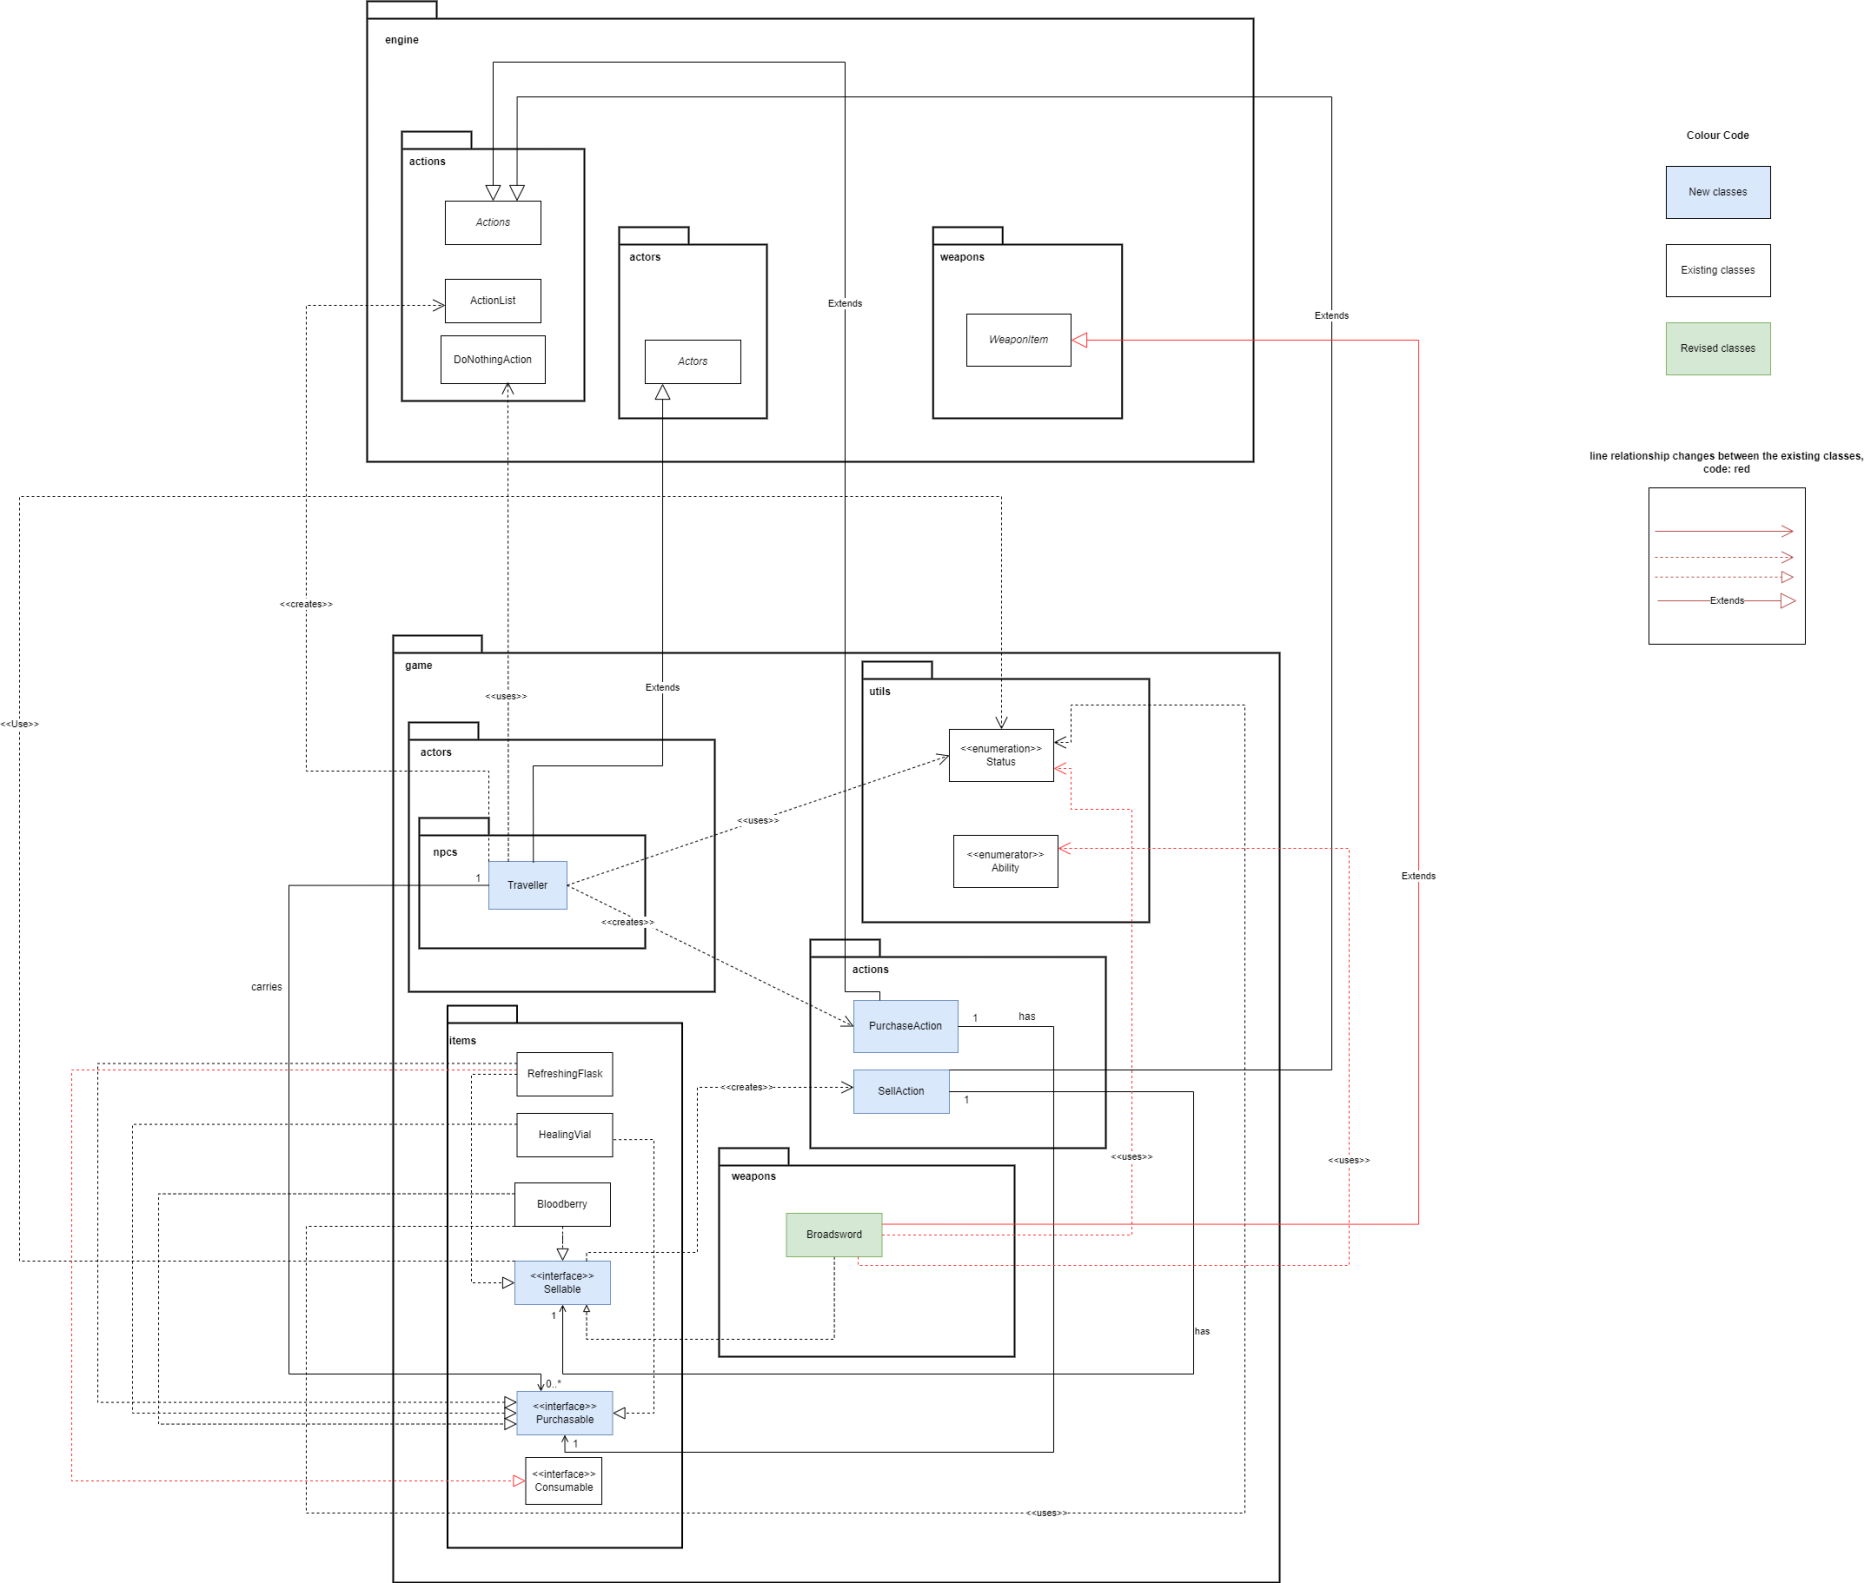 engine
Colour Code
actions
New classes
Actions
actors
weapons
Existing classes
ActionList
Extends
Extends
WeaponItem
Revised classes
DoNothingAction
Actors
line relationship changes between the existing classes,
code: red
Extends
<<creates>>
game
Extends
utils
<<uses>>
<<Use>>
actors
<<enumeration>>
Status
<<uses>>
npcs
<<enumerator>>
Ability
Extends
1
Traveller
<<creates>>
actions
carries
1
has
PurchaseAction
items
RefreshingFlask
<<creates>>
SellAction
1
HealingVial
<<uses>>
<<uses>>
weapons
Bloodberry
Broadsword
<<interface>>
Sellable
1
has
0..*
<<interface>>
Purchasable
1
<<interface>>
Consumable
<<uses>>